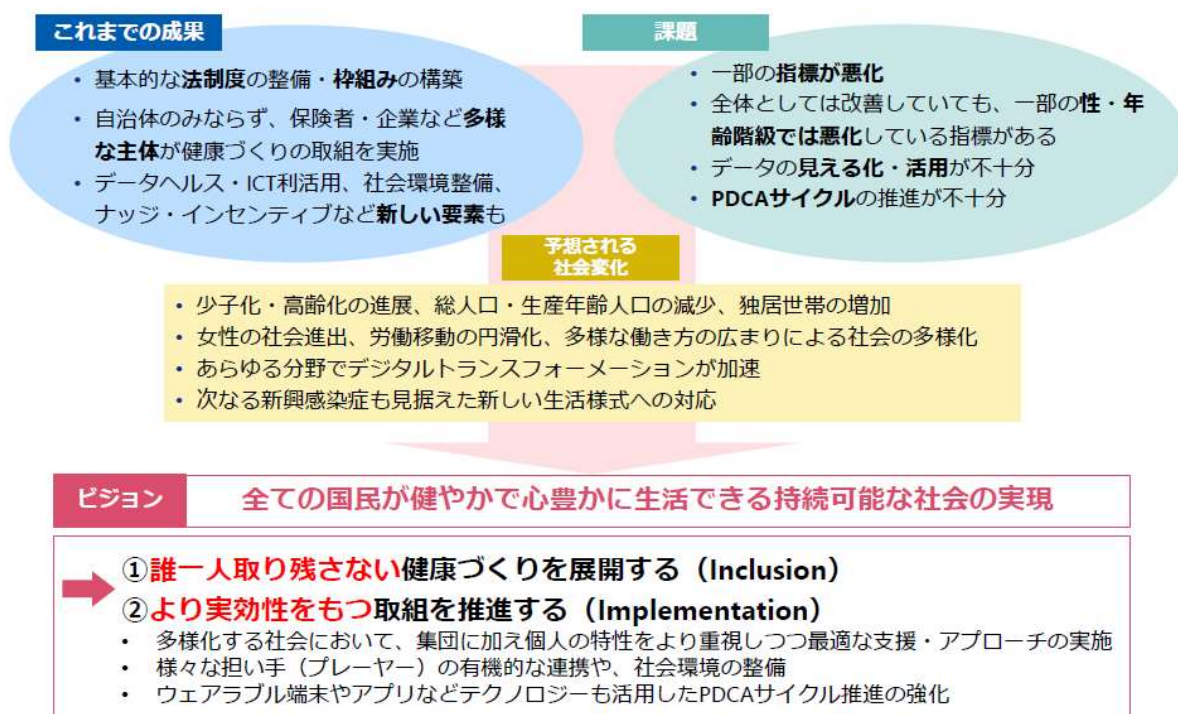 これまでの成果
・ 基本的な法制度の整備・枠組みの構築
・ 自治体のみならず、保険者・企業など多様
な主体が健康づくりの取組を実施
・ データヘルス・ICT利活用、社会環境整備、
ナッジ・インセンティブなど新しい要素も
課題
・ 一部の指標が悪化
・ 全体としては改善していても、一部の性・年
齢階級では悪化している指標がある
・ データの見える化・活用が不十分
・ PDCAサイクルの推進が不十分
予想される
社会変化
・ 少子化・高齢化の進展、総人口・生産年齢人口の減少、独居世帯の増加
・ 女性の社会進出、労働移動の円滑化、多様な働き方の広まりによる社会の多様化
・ あらゆる分野でデジタルトランスフォーメーションが加速
・ 次なる新興感染症も見据えた新しい生活様式への対応
ビジョン
全ての国民が健やかで心豊かに生活できる持続可能な社会の実現
①誰一人取り残さない健康づくりを展開する（Inclusion）
②より実効性をもつ取組を推進する（Implementation）
・ 多様化する社会において、集団に加え個人の特性をより重視しつつ最適な支援・アプローチの実施
・ 様々な担い手（プレーヤー）の有機的な連携や、社会環境の整備
・ ウェアラブル端末やアプリなどテクノロジーも活用したPDCAサイクル推進の強化